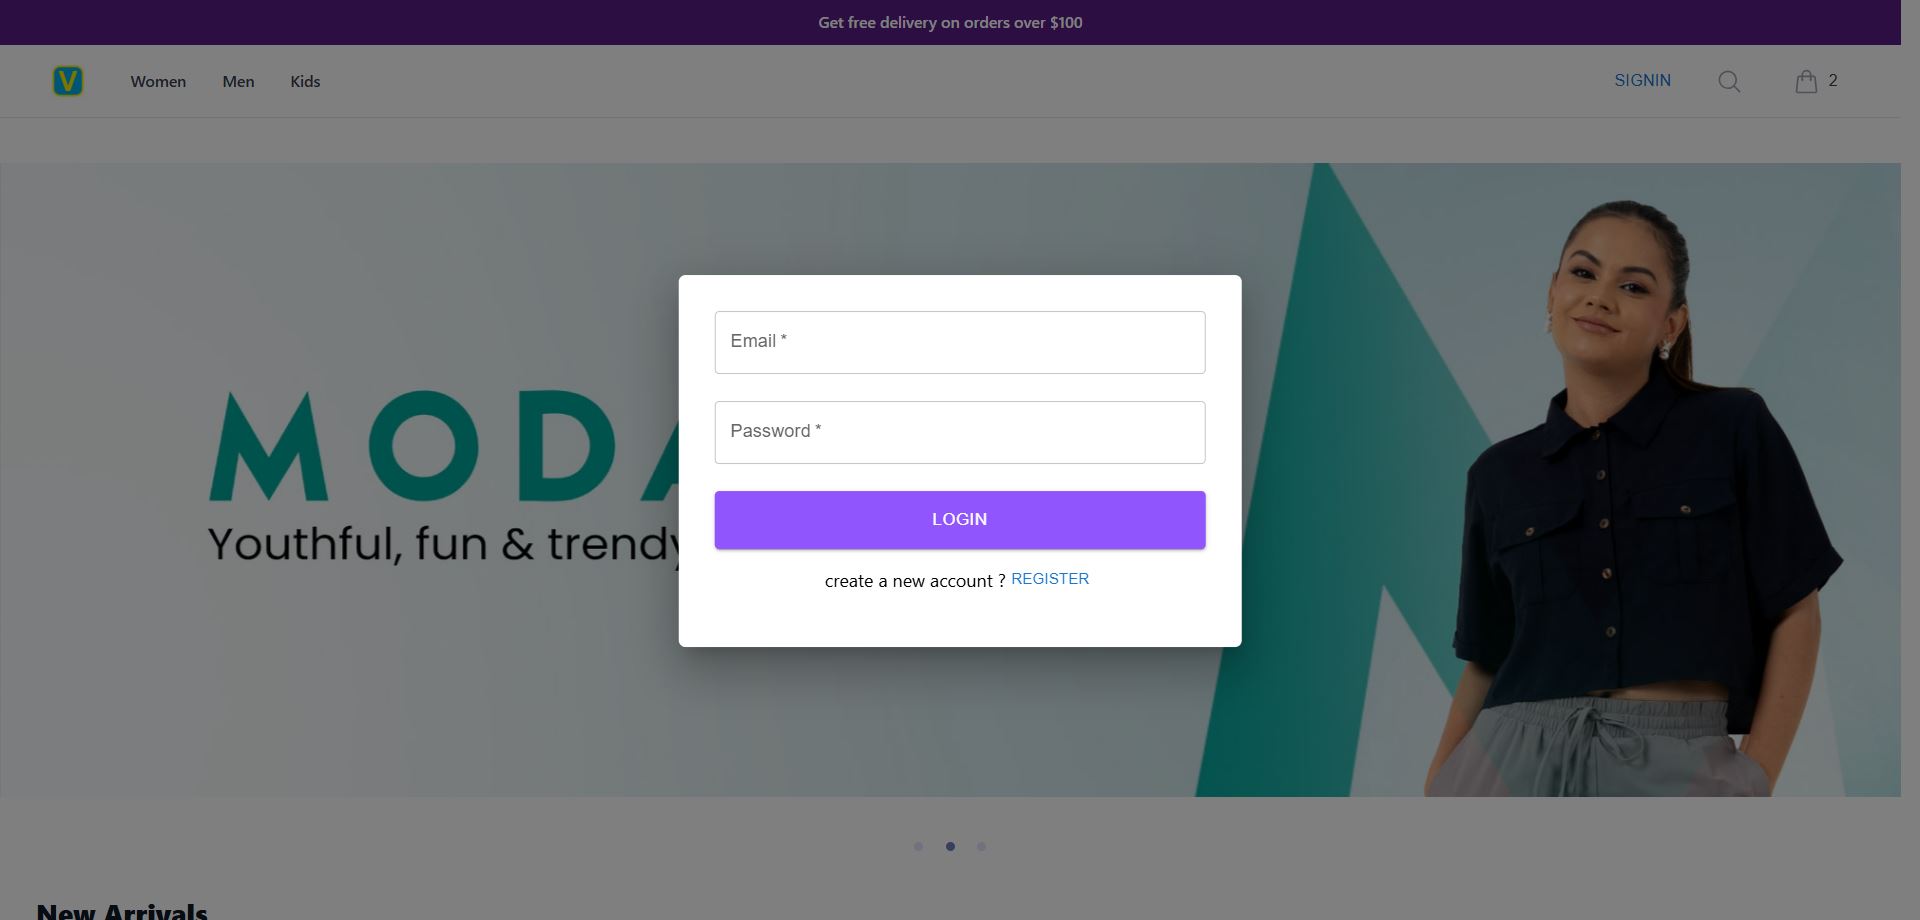 Get free delivery on orders over $100
V
Women Men Kids
SIGNIN
2
MODA
Youthful, fun & trendy
Email *
Password *
LOGIN
create a new account ? REGISTER
New Arrivals